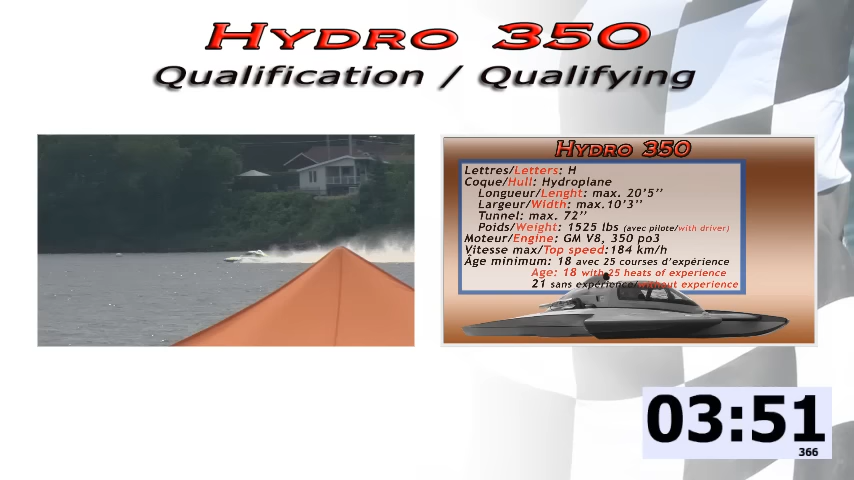 Hydro 350
Qualification / Qualifying
Hydro 350
Lettres/Letters: H
Coque/Hull: Hydroplane
Longueur/Lenght: max. 20'5''
Largeur/Width: max.10'3''
Tunnel: max. 72''
Poids/Weight: 1525 lbs (avec pilote/with driver)
Moteur/Engine: GM V8, 350 po3
Vitesse max/Top speed:184 km/h
Âge minimum: 18 avec 25 courses d'expérience
Age: 18 with 25 heats of experience
21 sans expérience/without experience
03:51
366